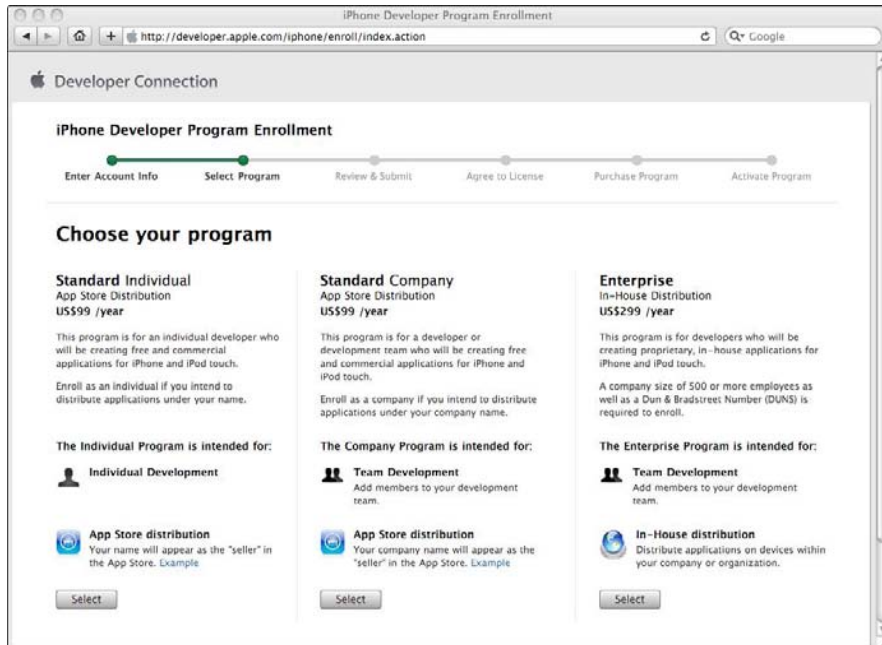 iPhone Developer Program Enrollment
http://developer.apple.com/iphone/enroll/index.action
Google
Developer Connection
iPhone Developer Program Enrollment
Enter Account Info
Select Program
Review & Submit
Agree to License
Purchase Program
Activate Program
Choose your program
Standard Individual
App Store Distribution
US$99 /year
This program is for an individual developer who
will be creating free and commercial
applications for iPhone and iPod touch.
Enroll as an individual if you intend to
distribute applications under your name.
The Individual Program is intended for:
Individual Development
App Store distribution
Your name will appear as the "seller" in
the App Store. Example
Select
Standard Company
App Store Distribution
US$99 /year
This program is for a developer or
development team who will be creating free
and commercial applications for iPhone and
iPod touch.
Enroll as a company if you intend to distribute
applications under your company name.
The Company Program is intended for:
Team Development
Add members to your development
team.
App Store distribution
Your company name will appear as the
"seller" in the App Store. Example
Select
Enterprise
In-House Distribution
US$299 /year
This program is for developers who will be
creating proprietary, in-house applications for
iPhone and iPod touch.
A company size of 500 or more employees as
well as a Dun & Bradstreet Number (DUNS) is
required to enroll.
The Enterprise Program is intended for:
Team Development
Add members to your development
team.
In-House distribution
Distribute applications on devices within
your company or organization.
Select